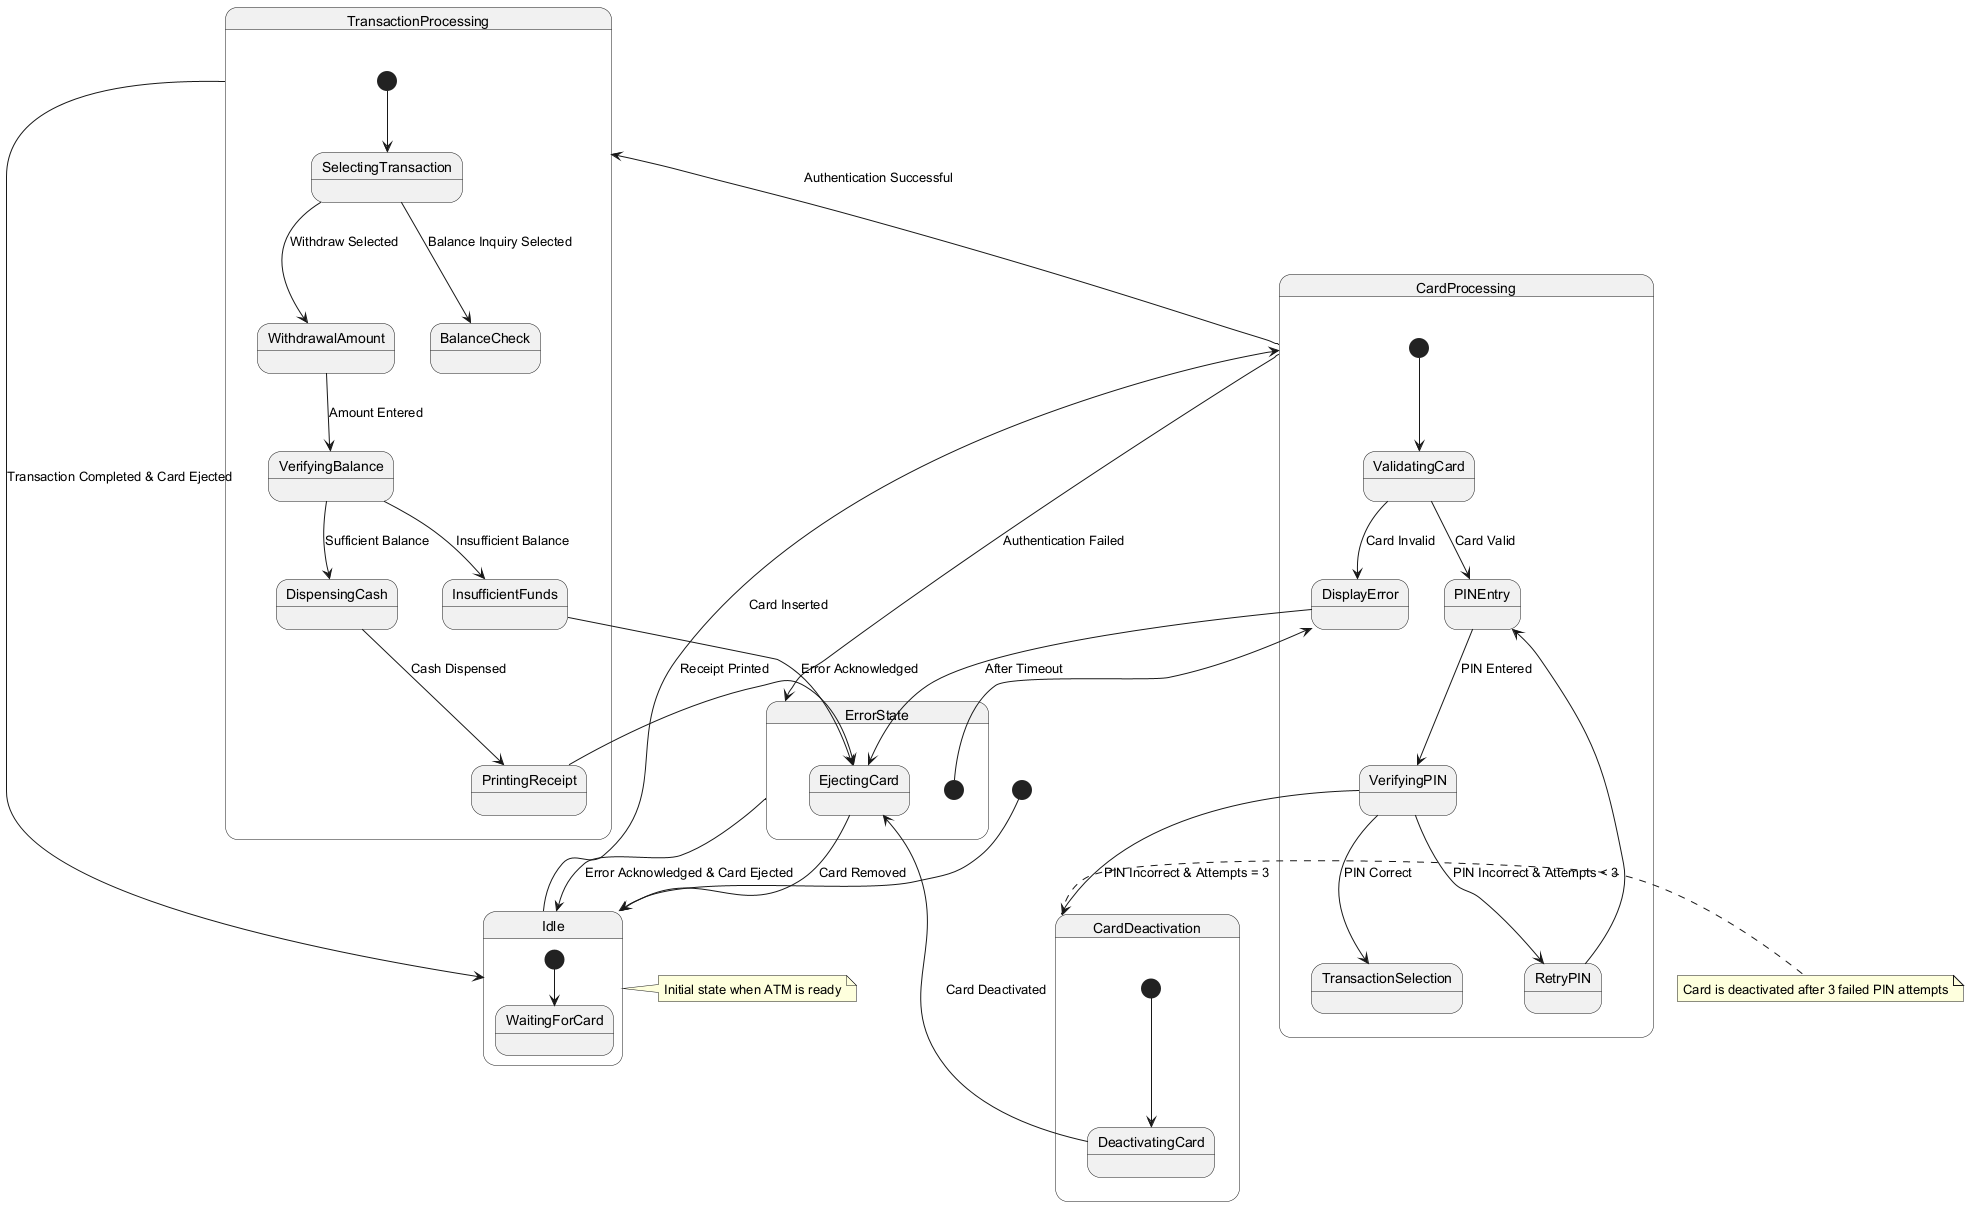 TransactionProcessing
SelectingTransaction
Authentication Successful
Withdraw Selected
Balance Inquiry Selected
CardProcessing
WithdrawalAmount
BalanceCheck
Amount Entered
VerifyingBalance
ValidatingCard
Transaction Completed & Card Ejected
Sufficient Balance
Insufficient Balance
Authentication Failed
Card Invalid
Card Valid
DispensingCash
InsufficientFunds
Card Inserted
DisplayError
PINEntry
Cash Dispensed
Receipt Printed
Error Acknowledged
After Timeout
PIN Entered
ErrorState
PrintingReceipt
EjectingCard
VerifyingPIN
Error Acknowledged & Card Ejected
Card Removed
PIN Incorrect & Attempts = 3
PIN Correct
PIN Incorrect & Attempts < 3
Idle
CardDeactivation
Initial state when ATM is ready
Card Deactivated
TransactionSelection
RetryPIN
Card is deactivated after 3 failed PIN attempts
WaitingForCard
DeactivatingCard